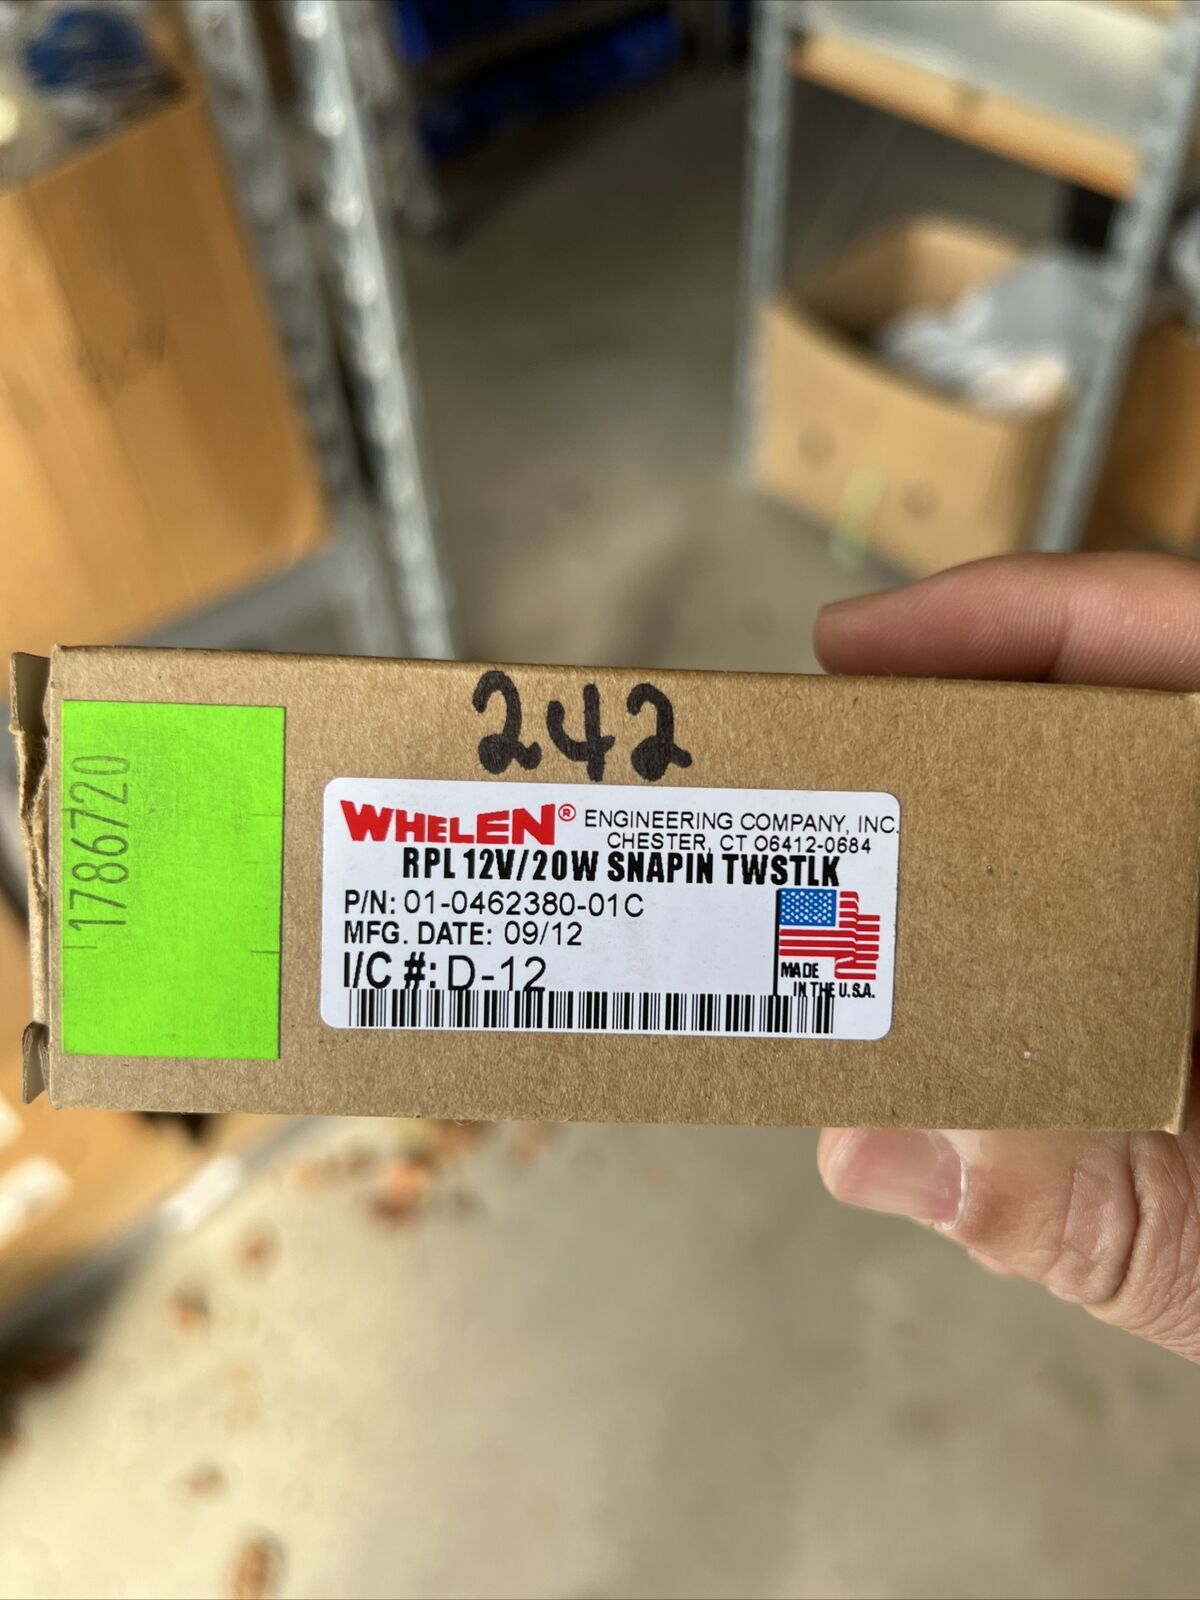 242
1786720
WHELEN® ENGINEERING COMPANY, INC.
CHESTER, CT 06412-0684
RPL 12V/20W SNAPIN TWSTLK
P/N: 01-0462380-01C
MFG. DATE: 09/12
I/C #: D-12
MADE
IN THE U.S.A.